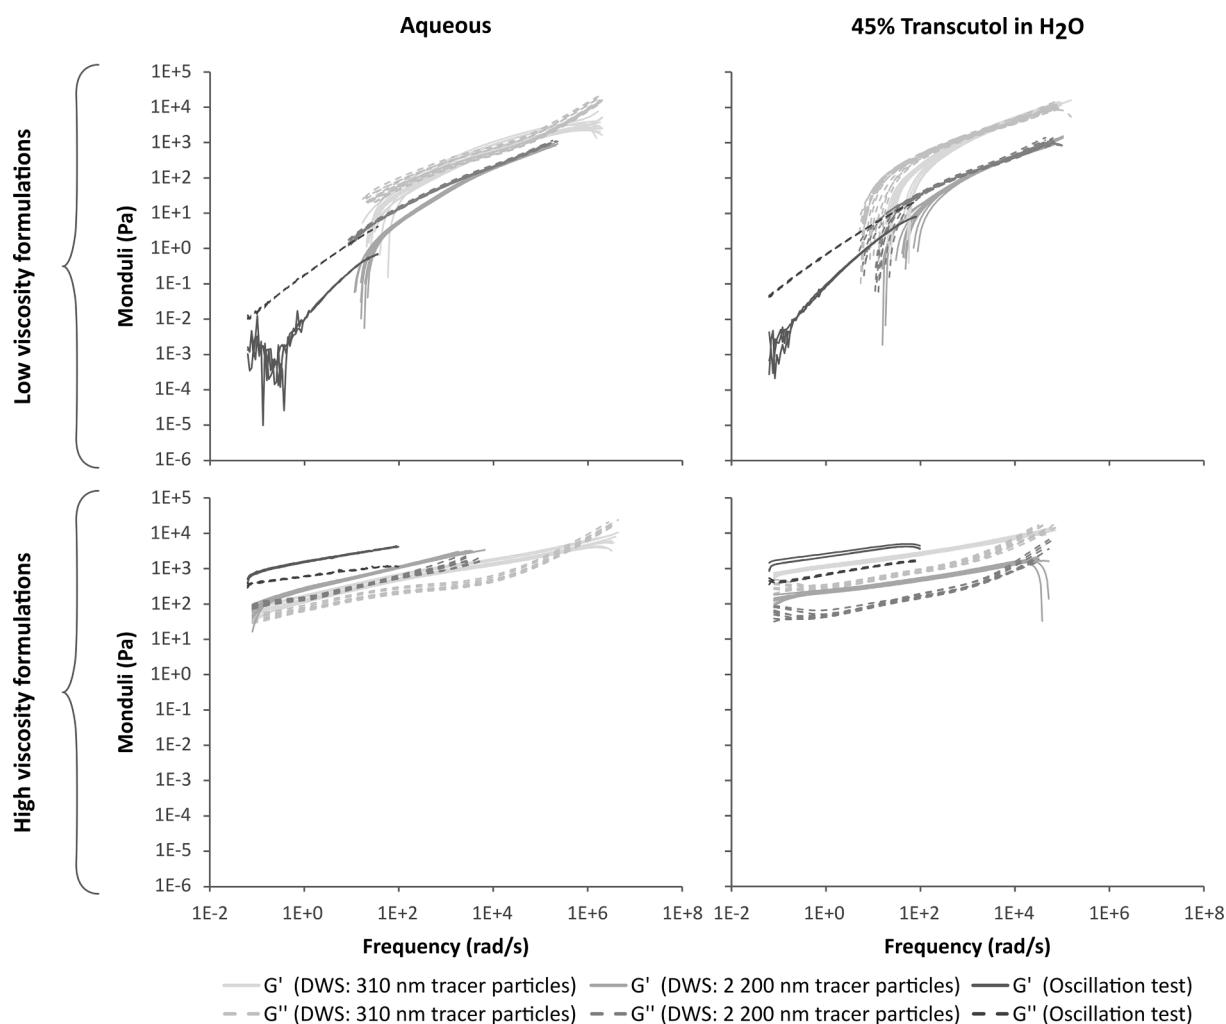 Aqueous
45% Transcutol in H2O
Low viscosity formulations
Monduli (Pa)
1E+5
1E+4
1E+3
1E+2
1E+1
1E+0
1E-1
1E-2
1E-3
1E-4
1E-5
1E-6
High viscosity formulations
Monduli (Pa)
1E+5
1E+4
1E+3
1E+2
1E+1
1E+0
1E-1
1E-2
1E-3
1E-4
1E-5
1E-6
1E-2 1E+0 1E+2 1E+4 1E+6 1E+8
1E-2 1E+0 1E+2 1E+4 1E+6 1E+8
Frequency (rad/s)
Frequency (rad/s)
G' (DWS: 310 nm tracer particles) G' (DWS: 2 200 nm tracer particles) G' (Oscillation test)
G'' (DWS: 310 nm tracer particles) G'' (DWS: 2 200 nm tracer particles) G'' (Oscillation test)